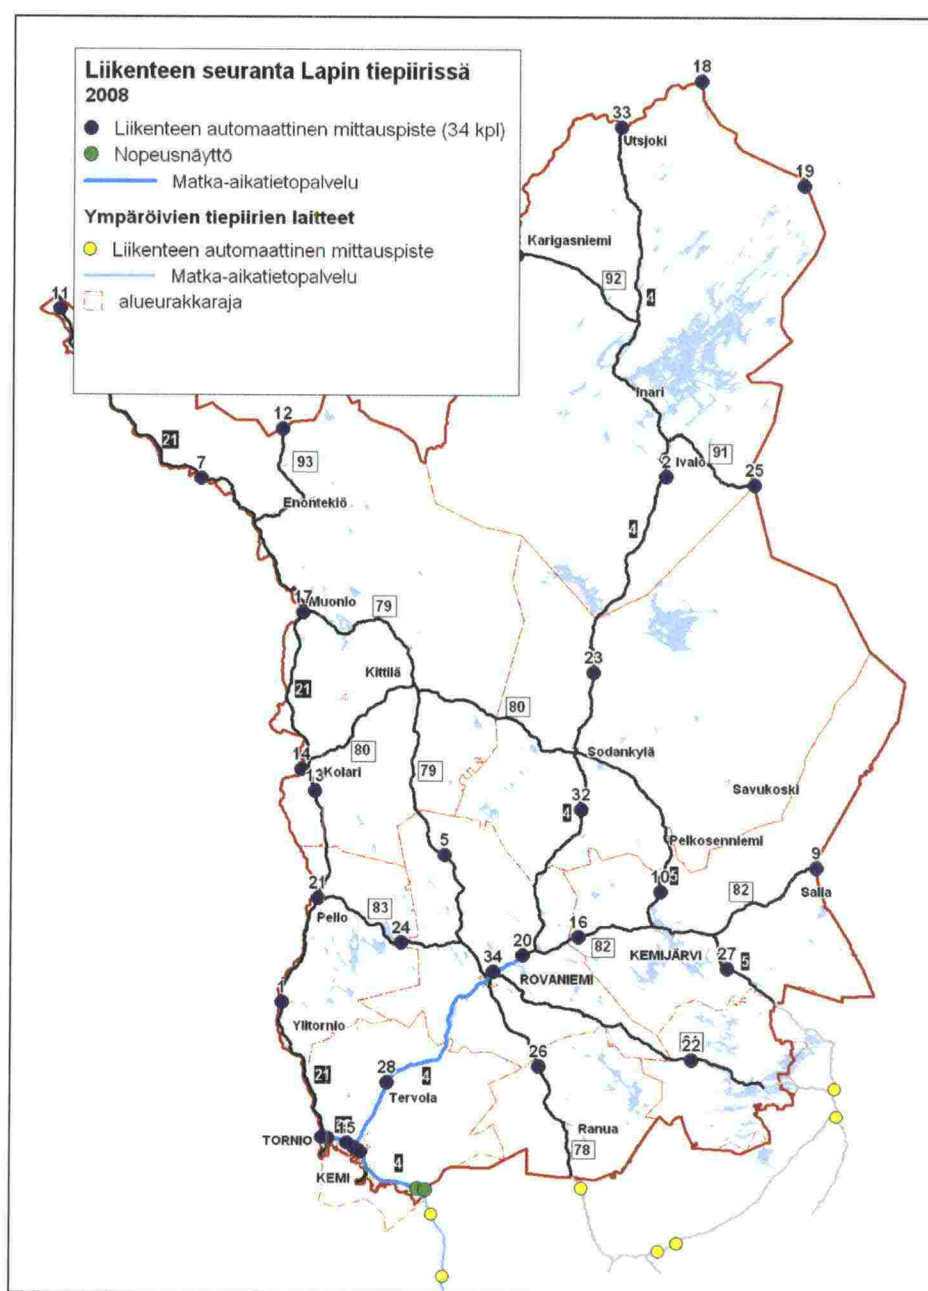 Liikenteen seuranta Lapin tiepiirissä
2008
Liikenteen automaattinen mittauspiste (34 kpl)
Nopeusnäyttö
Matka-aikatietopalvelu
Ympäröivien tiepiirien laitteet
Liikenteen automaattinen mittauspiste
Matka-aikatietopalvelu
alueurakkaraja
18
33
Utsjoki
19
Karigasniemi
92
4
11
Inari
12
21
93
7
91
Ivalo
2
25
Enontekiö
4
17
Muonio
79
23
Kittilä
21
80
80
Sodankylä
14
Kolari
13
79
Savukoski
32
4
Pelkosenniemi
5
9
10
5
82
Salla
21
Pello
83
24
16
20
82
KEMIJÄRVI
34
ROVANIEMI
27
5
1
Ylitornio
22
26
21
28
4
Tervola
Ranua
TORNIO
15
78
KEMI
4